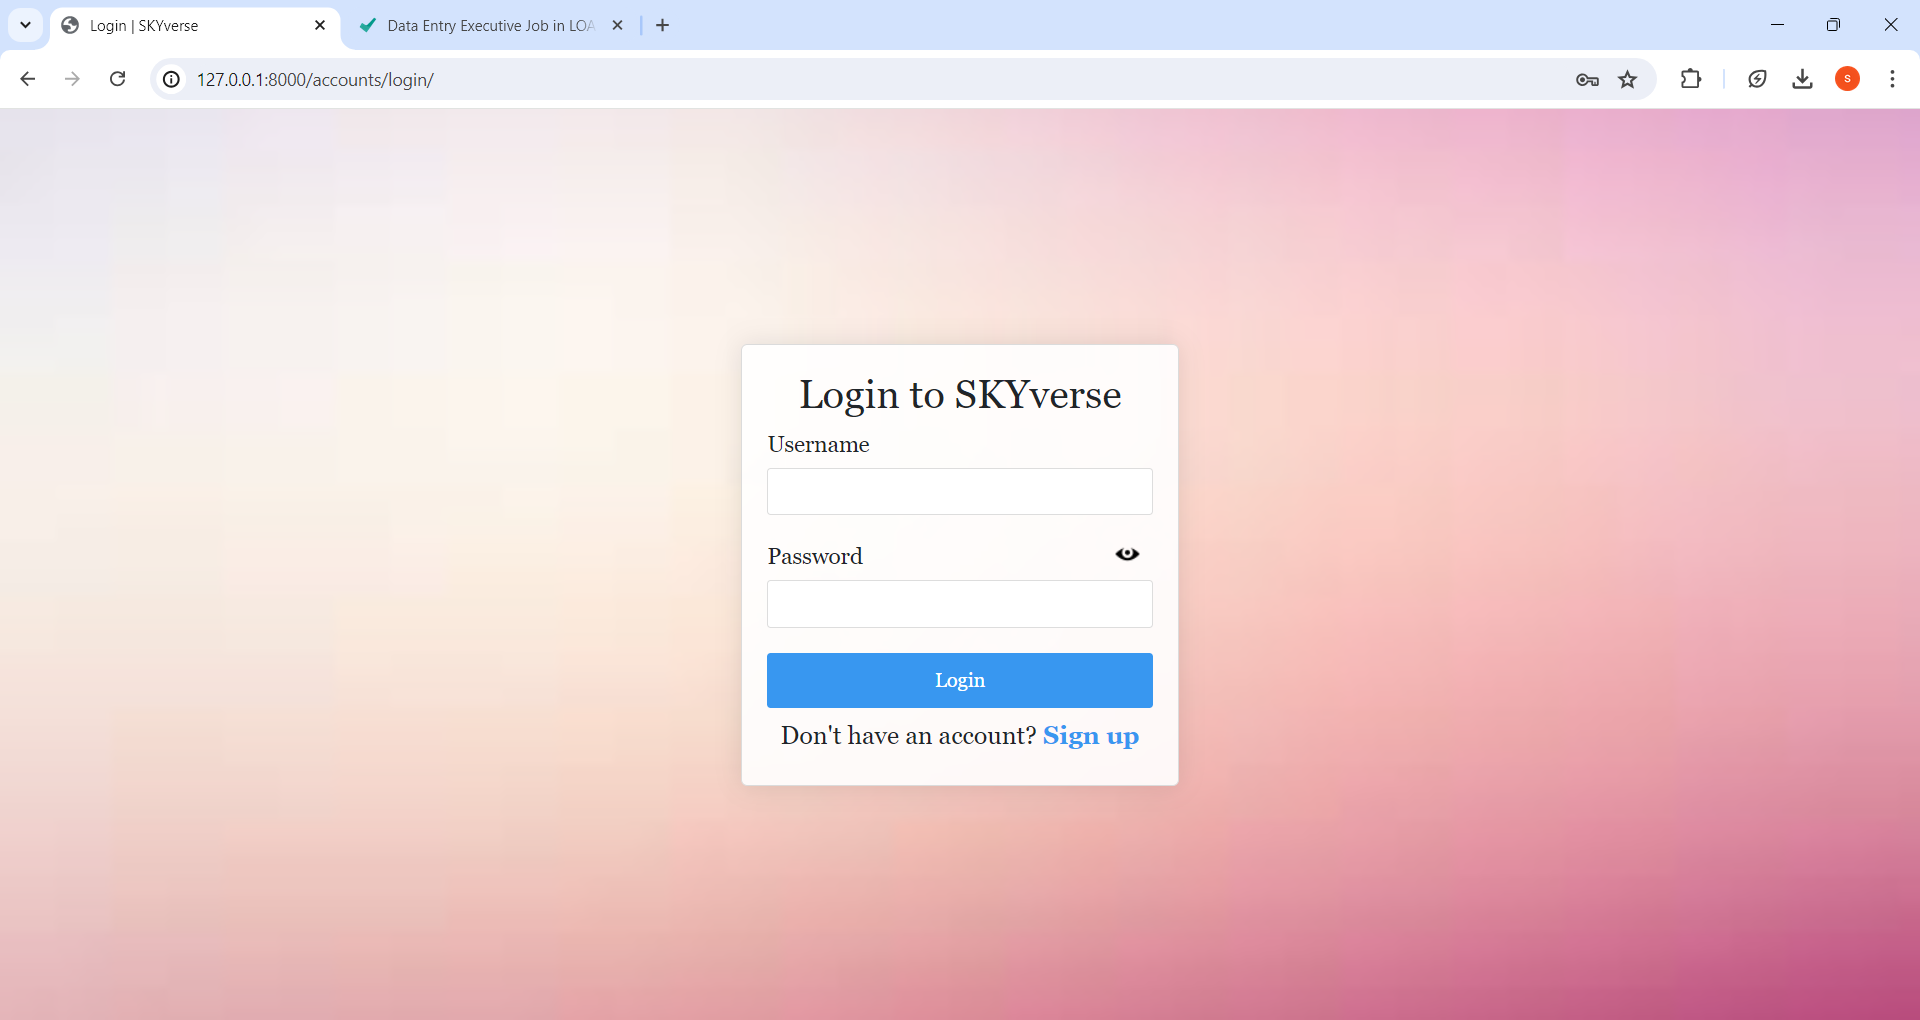 Login | SKYverse
Data Entry Executive Job in LOA
127.0.0.1:8000/accounts/login/
S
Login to SKYverse
Username
Password
Login
Don't have an account? Sign up